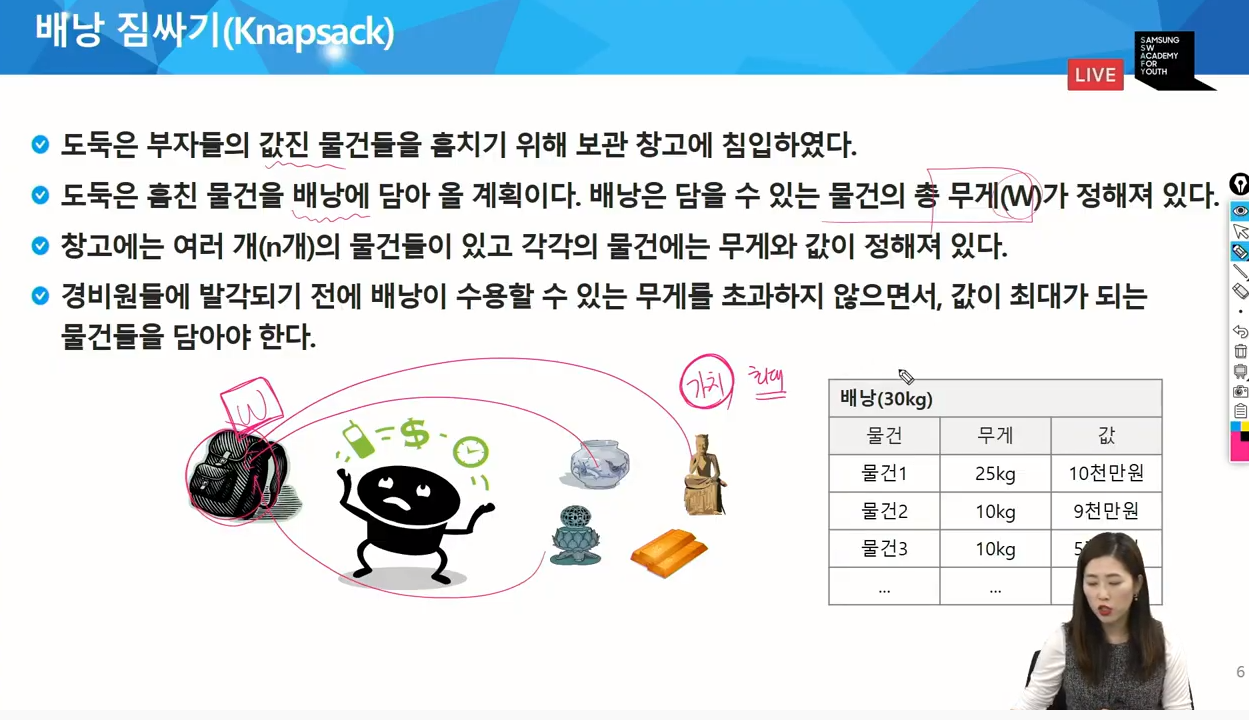 배낭 짐싸기(Knapsack)
LIVE
SAMSUNG
SW
ACADEMY
FOR
YOUTH
도둑은 부자들의 값진 물건들을 훔치기 위해 보관 창고에 침입하였다.
도둑은 훔친 물건을 배낭에 담아 올 계획이다. 배낭은 담을 수 있는 물건의 총 무게(W)가 정해져 있다.
창고에는 여러 개(n개)의 물건들이 있고 각각의 물건에는 무게와 값이 정해져 있다.
경비원들에 발각되기 전에 배낭이 수용할 수 있는 무게를 초과하지 않으면서, 값이 최대가 되는
물건들을 담아야 한다.
W
가치 최대
= $ -
배낭(30kg)
물건 무게 값
물건1 25kg 10천만원
물건2 10kg 9천만원
물건3 10kg
... ...
6